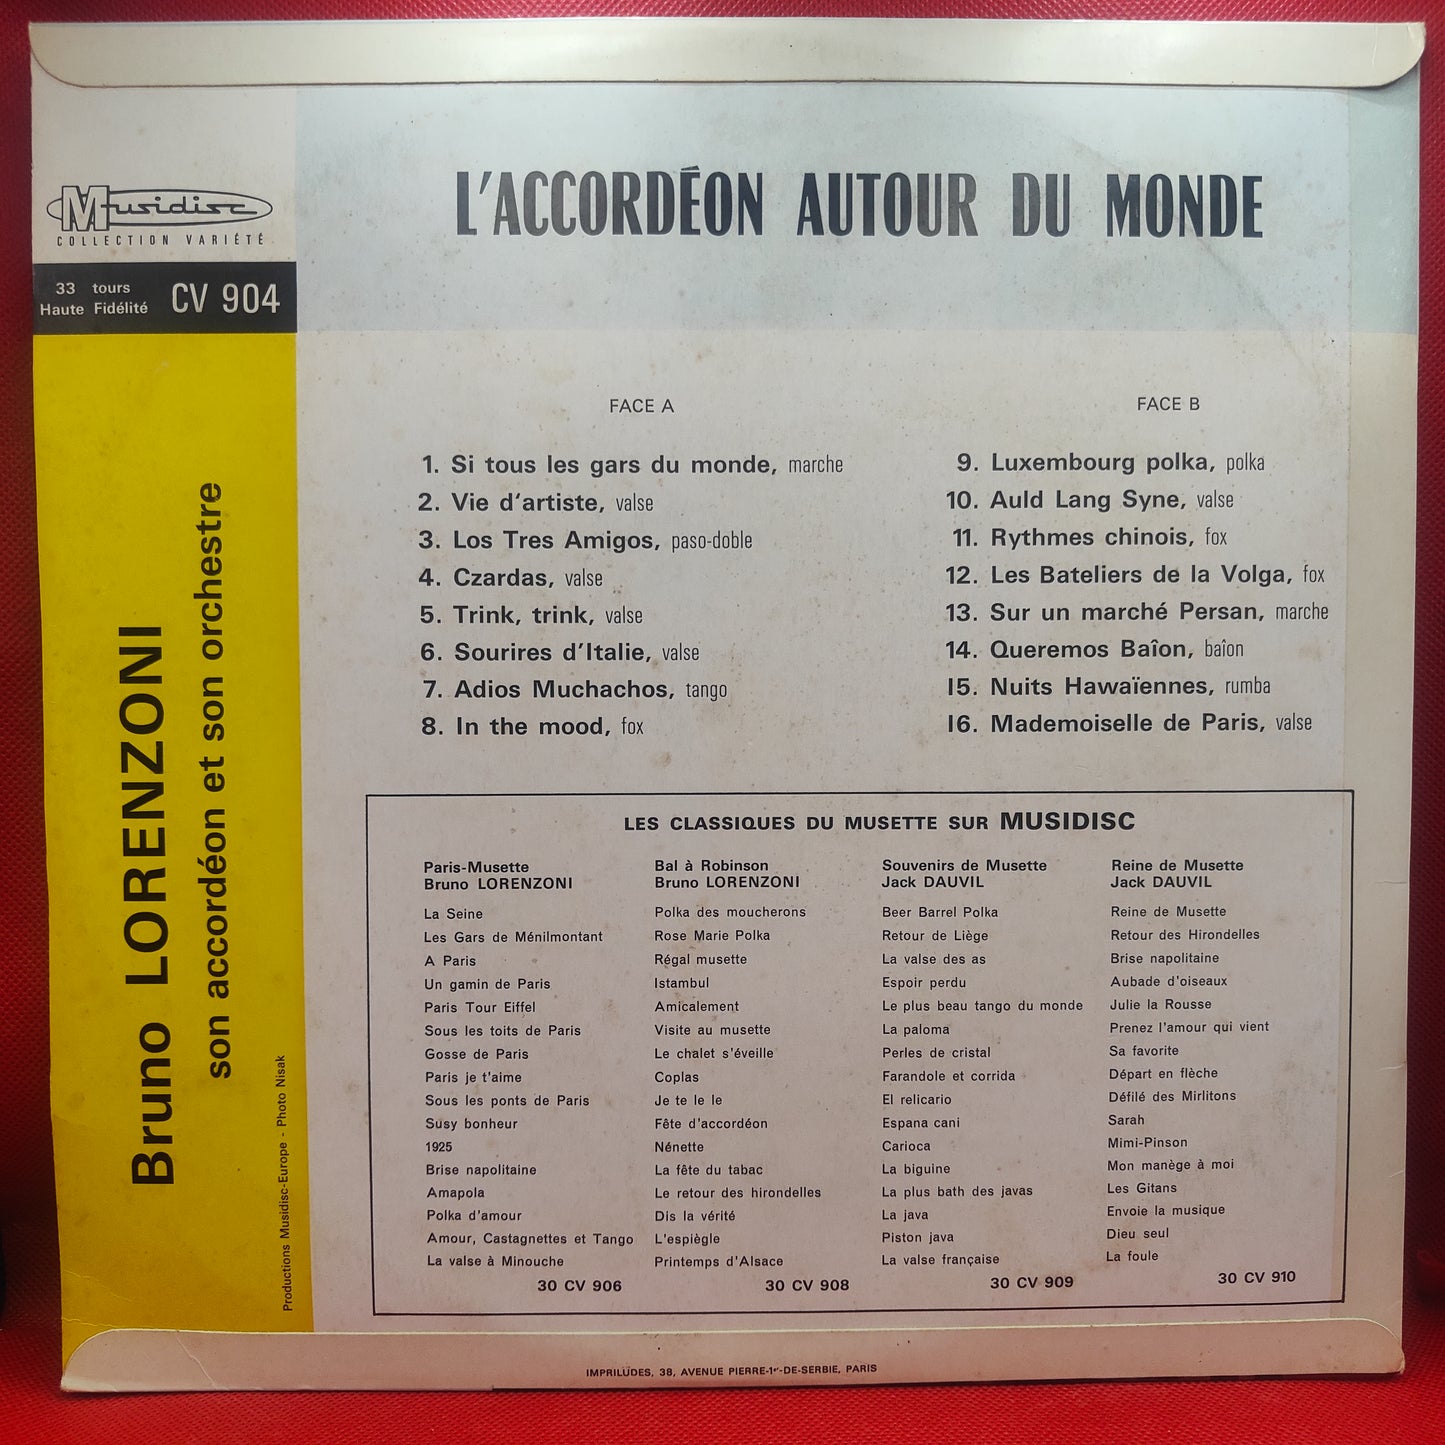 Musidisc
COLLECTION VARIÉTÉ
33 tours
Haute Fidélité
CV 904
Bruno LORENZONI
son accordéon et son orchestre
Productions Musidisc-Europe - Photo Nisak
L'ACCORDÉON AUTOUR DU MONDE
FACE A
1. Si tous les gars du monde, marche
2. Vie d'artiste, valse
3. Los Tres Amigos, paso-doble
4. Czardas, valse
5. Trink, trink, valse
6. Sourires d'Italie, valse
7. Adios Muchachos, tango
8. In the mood, fox
FACE B
9. Luxembourg polka, polka
10. Auld Lang Syne, valse
11. Rythmes chinois, fox
12. Les Bateliers de la Volga, fox
13. Sur un marché Persan, marche
14. Queremos Baîon, baîon
15. Nuits Hawaïennes, rumba
16. Mademoiselle de Paris, valse
LES CLASSIQUES DU MUSETTE SUR MUSIDISC
Paris-Musette
Bruno LORENZONI
La Seine
Les Gars de Ménilmontant
A Paris
Un gamin de Paris
Paris Tour Eiffel
Sous les toits de Paris
Gosse de Paris
Paris je t'aime
Sous les ponts de Paris
Susy bonheur
1925
Brise napolitaine
Amapola
Polka d'amour
Amour, Castagnettes et Tango
La valse à Minouche
30 CV 906
Bal à Robinson
Bruno LORENZONI
Polka des moucherons
Rose Marie Polka
Régal musette
Istambul
Amicalement
Visite au musette
Le chalet s'éveille
Coplas
Je te le le
Fête d'accordéon
Nénette
La fête du tabac
Le retour des hirondelles
Dis la vérité
L'espiègle
Printemps d'Alsace
30 CV 908
Souvenirs de Musette
Jack DAUVIL
Beer Barrel Polka
Retour de Liège
La valse des as
Espoir perdu
Le plus beau tango du monde
La paloma
Perles de cristal
Farandole et corrida
El relicario
Espana cani
Carioca
La biguine
La plus bath des javas
La java
Piston java
La valse française
30 CV 909
Reine de Musette
Jack DAUVIL
Reine de Musette
Retour des Hirondelles
Brise napolitaine
Aubade d'oiseaux
Julie la Rousse
Prenez l'amour qui vient
Sa favorite
Départ en flèche
Défilé des Mirlitons
Sarah
Mimi-Pinson
Mon manège à moi
Les Gitans
Envoie la musique
Dieu seul
La foule
30 CV 910
IMPRILUDES, 38, AVENUE PIERRE-1er-DE-SERBIE, PARIS